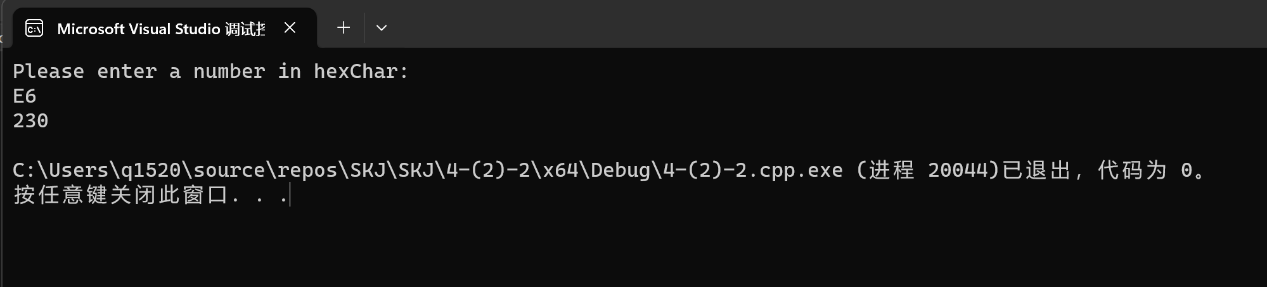 Microsoft Visual Studio 调试
Please enter a number in hexChar:
E6
230
C:\Users\q1520\source\repos\SKJ\SKJ\4-(2)-2\x64\Debug\4-(2)-2.cpp.exe (进程 20044)已退出，代码为 0。
按任意键关闭此窗口. . .